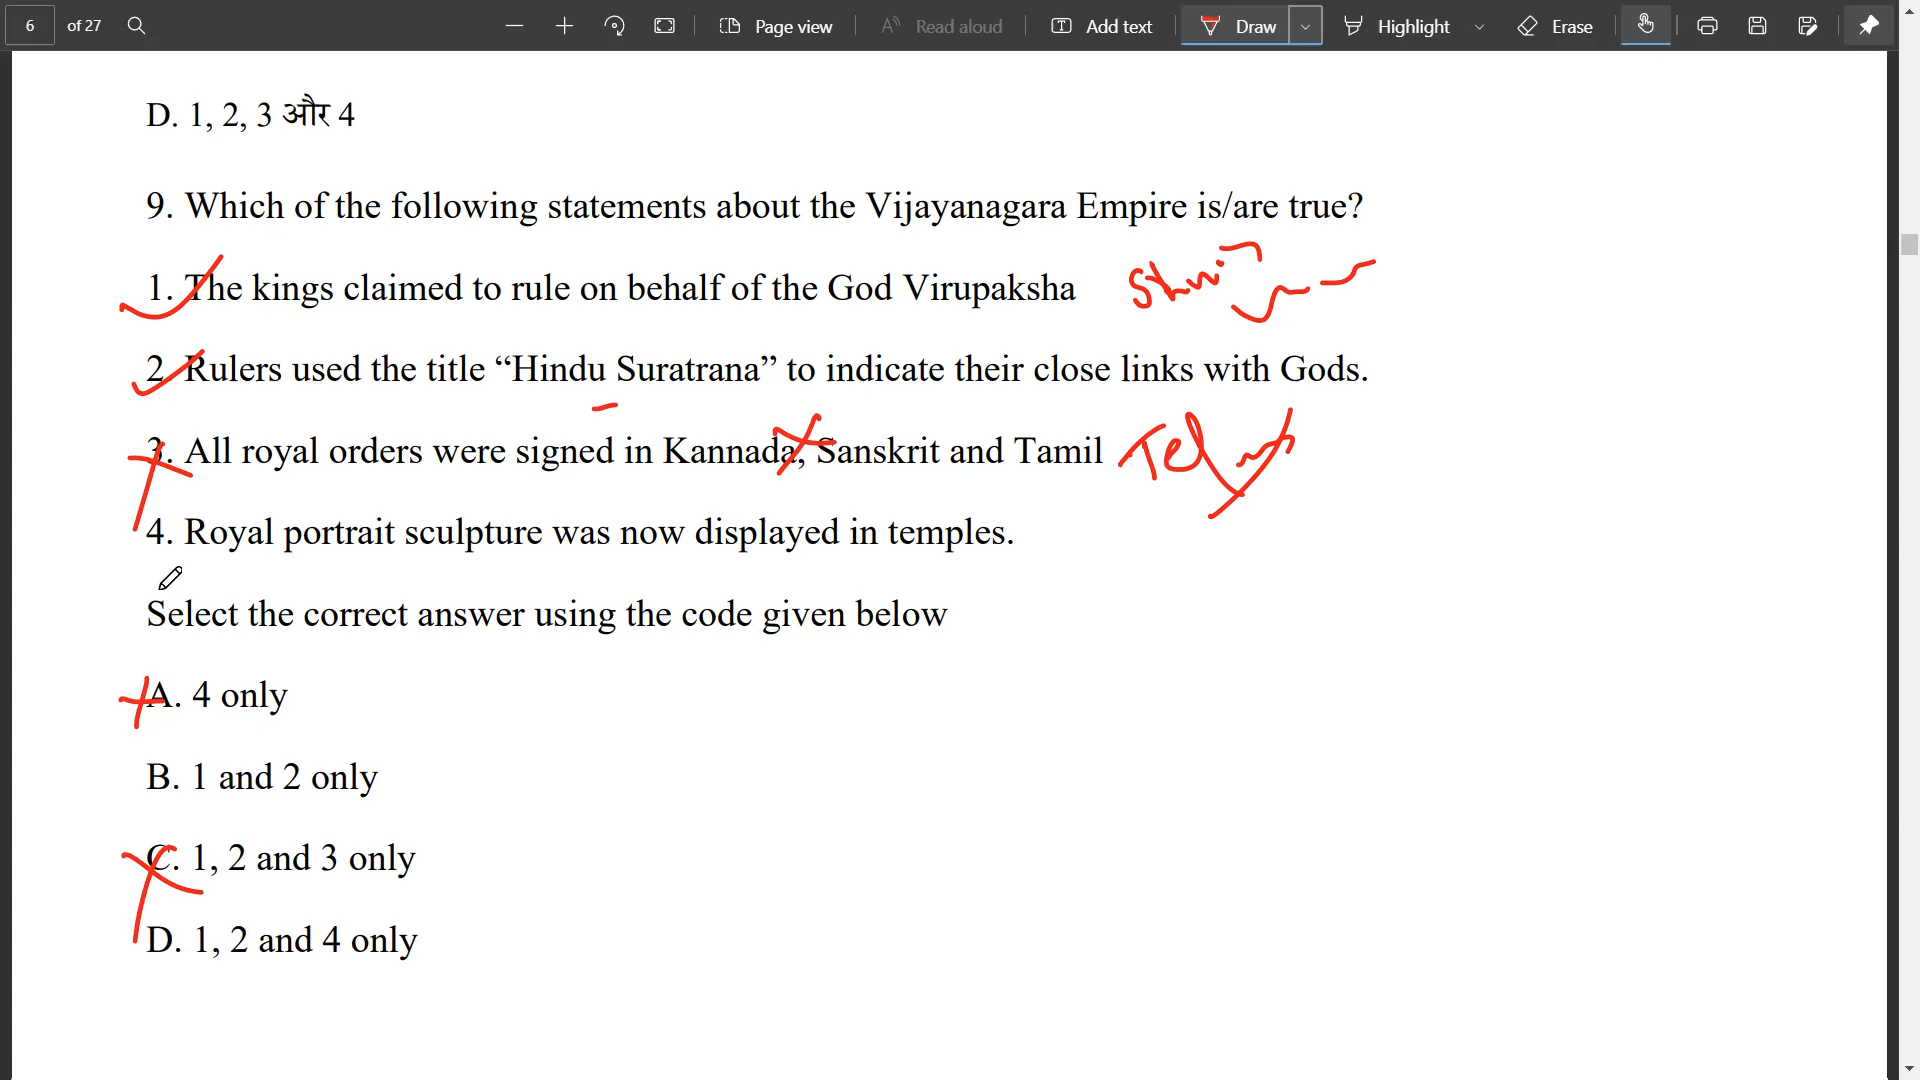 6 of 27 Page view Read aloud Add text Draw Highlight Erase
D. 1, 2, 3 और 4
9. Which of the following statements about the Vijayanagara Empire is/are true?
1. The kings claimed to rule on behalf of the God Virupaksha
2. Rulers used the title “Hindu Suratrana” to indicate their close links with Gods.
3. All royal orders were signed in Kannada, Sanskrit and Tamil
4. Royal portrait sculpture was now displayed in temples.
Select the correct answer using the code given below
A. 4 only
B. 1 and 2 only
C. 1, 2 and 3 only
D. 1, 2 and 4 only